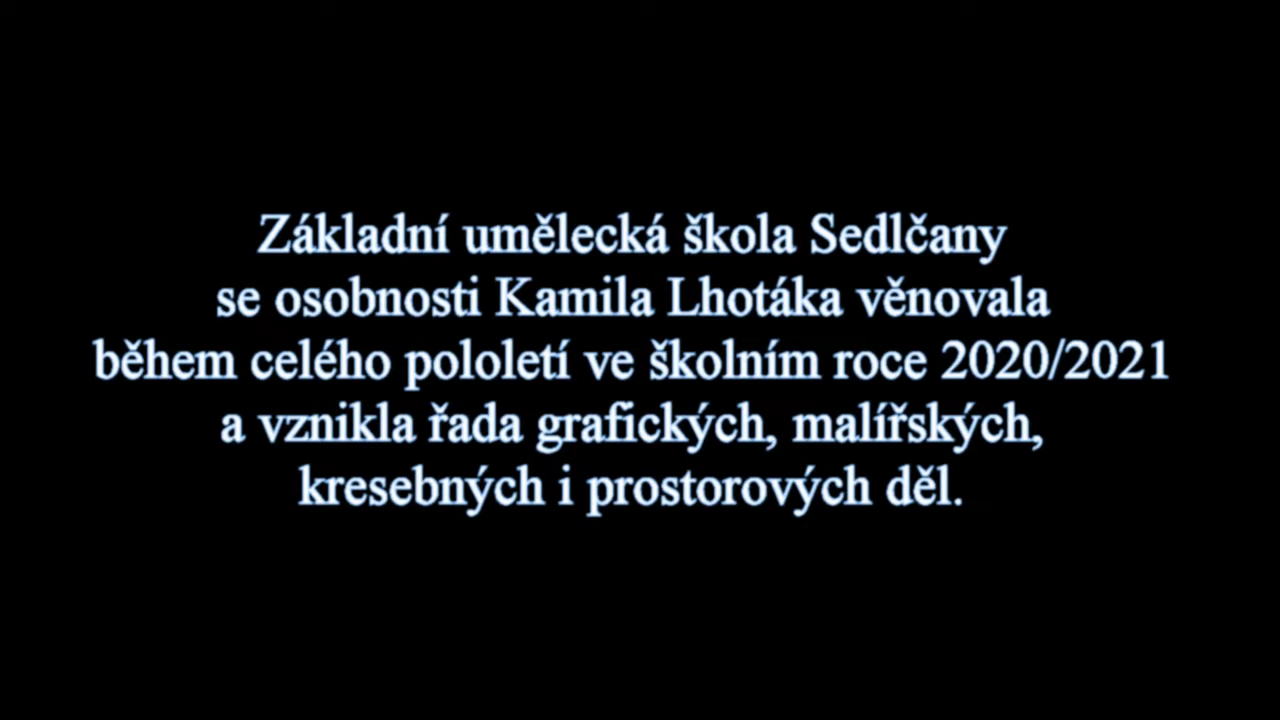 Základní umělecká škola Sedlčany
se osobnosti Kamila Lhotáka věnovala
během celého pololetí ve školním roce 2020/2021
a vznikla řada grafických, malířských,
kresebných i prostorových děl.